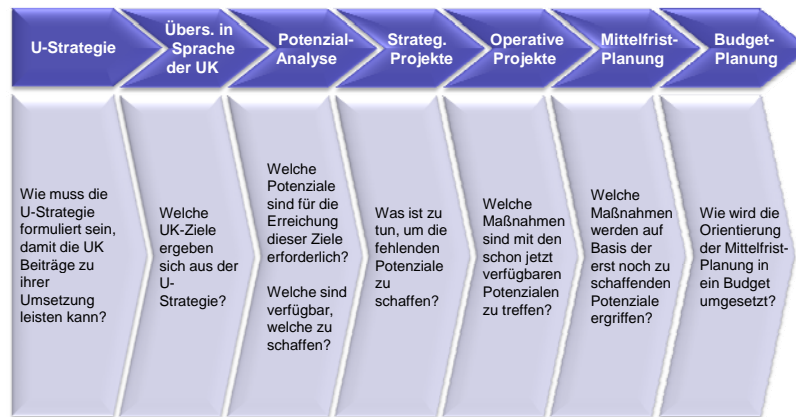 U-Strategie
Übers. in
Sprache
der UK
Potenzial-
Analyse
Strateg.
Projekte
Operative
Projekte
Mittelfrist-
Planung
Budget-
Planung
Wie muss die
U-Strategie
formuliert sein,
damit die UK
Beiträge zu
ihrer
Umsetzung
leisten kann?
Welche
UK-Ziele
ergeben
sich aus der
U-
Strategie?
Welche
Potenziale
sind für die
Erreichung
dieser Ziele
erforderlich?
Welche sind
verfügbar,
welche zu
schaffen?
Was ist zu
tun, um die
fehlenden
Potenziale
zu
schaffen?
Welche
Maßnahmen
sind mit den
schon jetzt
verfügbaren
Potenzialen
zu treffen?
Welche
Maßnahmen
werden auf
Basis der
erst noch zu
schaffenden
Potenziale
ergriffen?
Wie wird die
Orientierung
der Mittelfrist-
Planung in
ein Budget
umgesetzt?